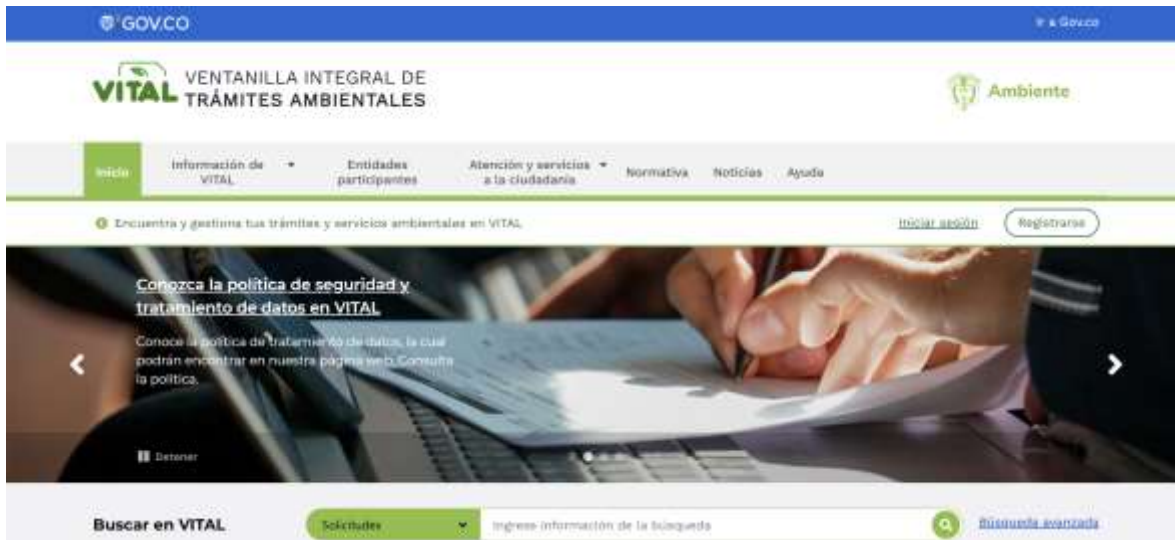 GOV.CO
Ir a Gov.co
VITAL
VENTANILLA INTEGRAL DE
TRÁMITES AMBIENTALES
Ambiente
Inicio
Información de
VITAL
Entidades
participantes
Atención y servicios
a la ciudadanía
Normativa
Noticias
Ayuda
Encuentra y gestiona tus trámites y servicios ambientales en VITAL
Iniciar sesión
Registrarse
Conozca la política de seguridad y
tratamiento de datos en VITAL
Conoce la política de tratamiento de datos, la cual
podrán encontrar en nuestra página web. Consulta
la política.
Detener
Buscar en VITAL
Solicitudes
Ingrese información de la búsqueda
Búsqueda avanzada